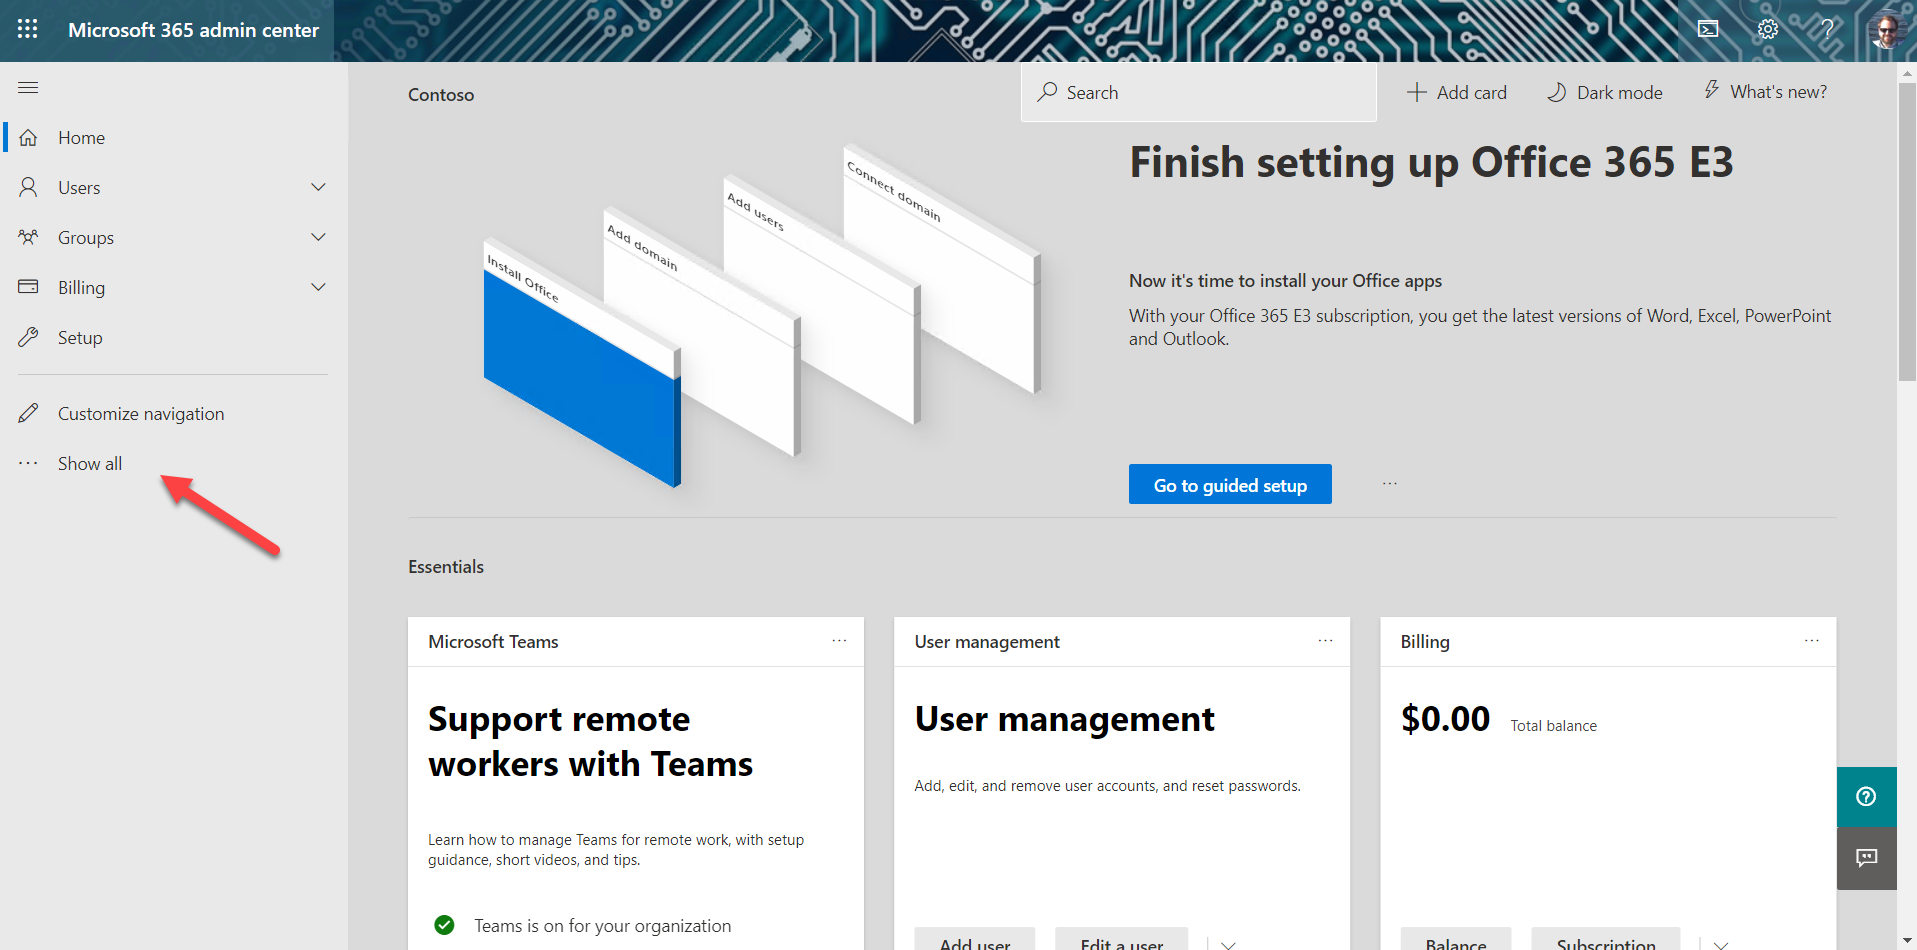 Microsoft 365 admin center
Contoso
Search
Add card
Dark mode
What's new?
Home
Users
Groups
Billing
Setup
Customize navigation
Show all
Install Office
Add domain
Add users
Connect domain
Finish setting up Office 365 E3
Now it's time to install your Office apps
With your Office 365 E3 subscription, you get the latest versions of Word, Excel, PowerPoint
and Outlook.
Go to guided setup
Essentials
Microsoft Teams
Support remote
workers with Teams
Learn how to manage Teams for remote work, with setup
guidance, short videos, and tips.
Teams is on for your organization
User management
User management
Add, edit, and remove user accounts, and reset passwords.
Add user
Edit a user
Billing
$0.00 Total balance
Balance
Subscription